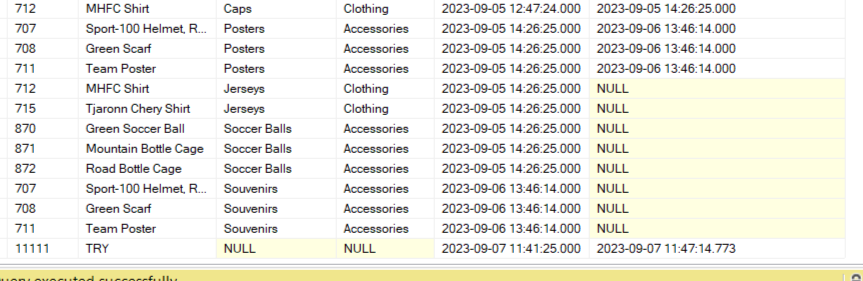 712 MHFC Shirt Caps Clothing 2023-09-05 12:47:24.000 2023-09-05 14:26:25.000
707 Sport-100 Helmet, R... Posters Accessories 2023-09-05 14:26:25.000 2023-09-06 13:46:14.000
708 Green Scarf Posters Accessories 2023-09-05 14:26:25.000 2023-09-06 13:46:14.000
711 Team Poster Posters Accessories 2023-09-05 14:26:25.000 2023-09-06 13:46:14.000
712 MHFC Shirt Jerseys Clothing 2023-09-05 14:26:25.000 NULL
715 Tjaronn Chery Shirt Jerseys Clothing 2023-09-05 14:26:25.000 NULL
870 Green Soccer Ball Soccer Balls Accessories 2023-09-05 14:26:25.000 NULL
871 Mountain Bottle Cage Soccer Balls Accessories 2023-09-05 14:26:25.000 NULL
872 Road Bottle Cage Soccer Balls Accessories 2023-09-05 14:26:25.000 NULL
707 Sport-100 Helmet, R... Souvenirs Accessories 2023-09-06 13:46:14.000 NULL
708 Green Scarf Souvenirs Accessories 2023-09-06 13:46:14.000 NULL
711 Team Poster Souvenirs Accessories 2023-09-06 13:46:14.000 NULL
11111 TRY NULL NULL 2023-09-07 11:41:25.000 2023-09-07 11:47:14.773
executed successfully